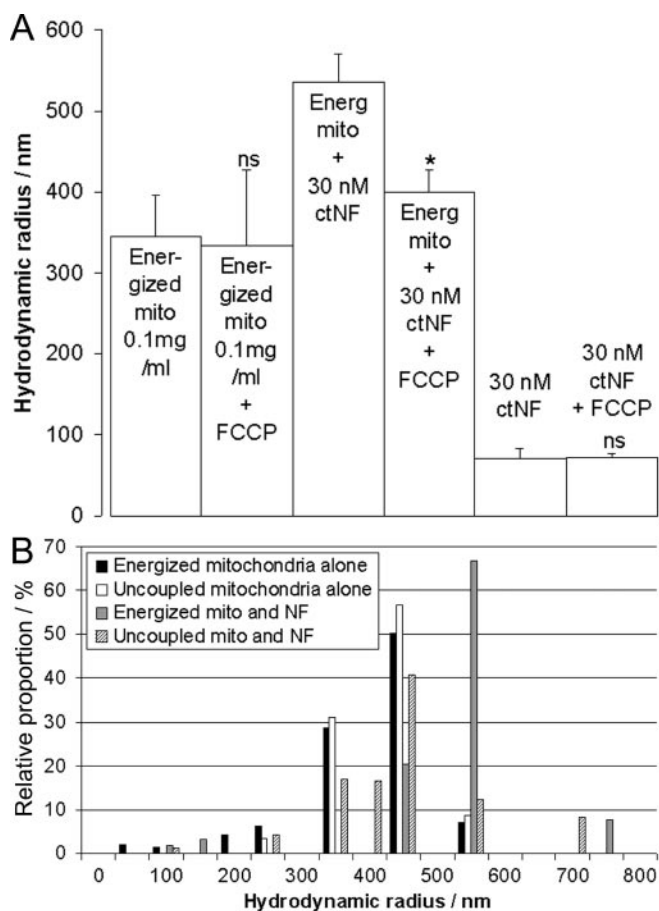 A
Hydrodynamic radius / nm
600
500
400
300
200
100
0
Ener-
gized
mito
0.1mg
/ml
ns
Ener-
gized
mito
0.1mg
/ml
+
FCCP
Energ
mito
+
30 nM
ctNF
*
Energ
mito
+
30 nM
ctNF
+
FCCP
30 nM
ctNF
30 nM
ctNF
+ FCCP
ns
B
Relative proportion / %
70
60
50
40
30
20
10
0
Energized mitochondria alone
Uncoupled mitochondria alone
Energized mito and NF
Uncoupled mito and NF
0 100 200 300 400 500 600 700 800
Hydrodynamic radius / nm